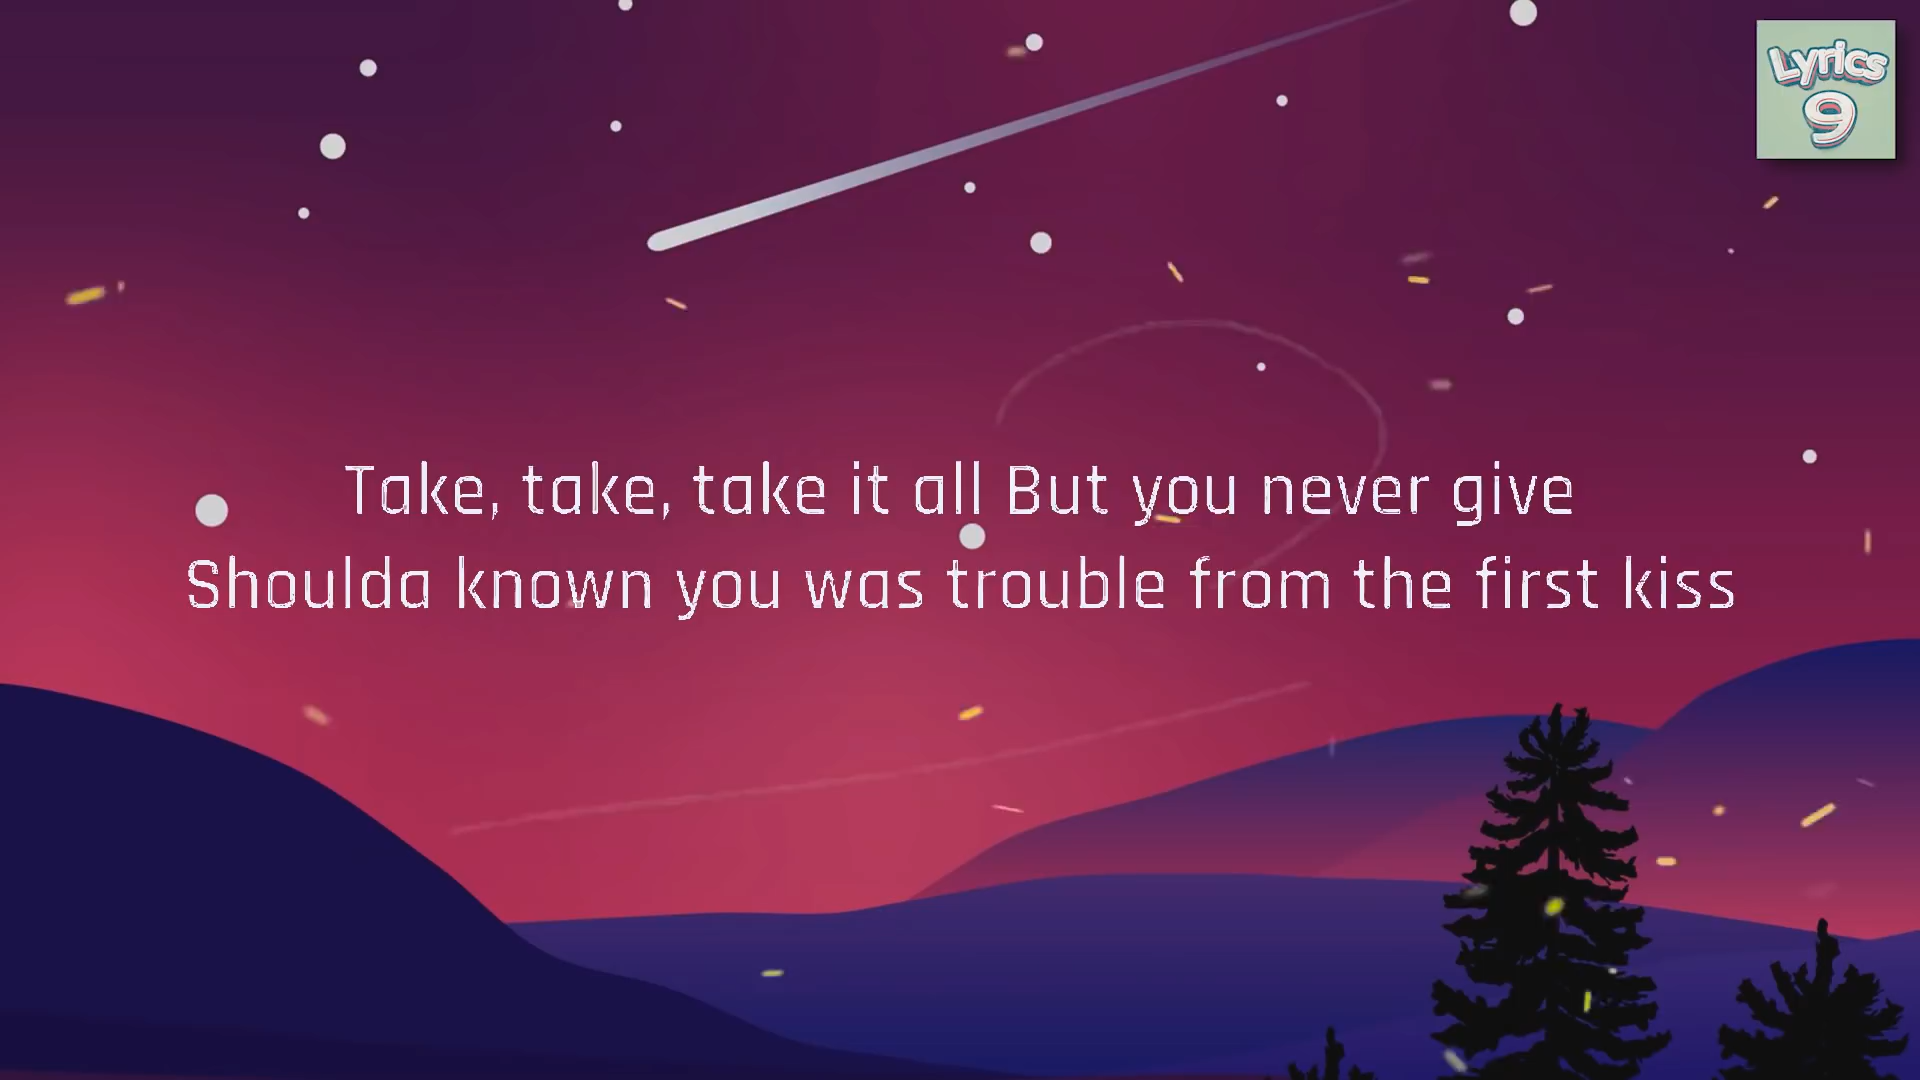 Lyrics
9
Take, take, take it all But you never give
Shoulda known you was trouble from the first kiss